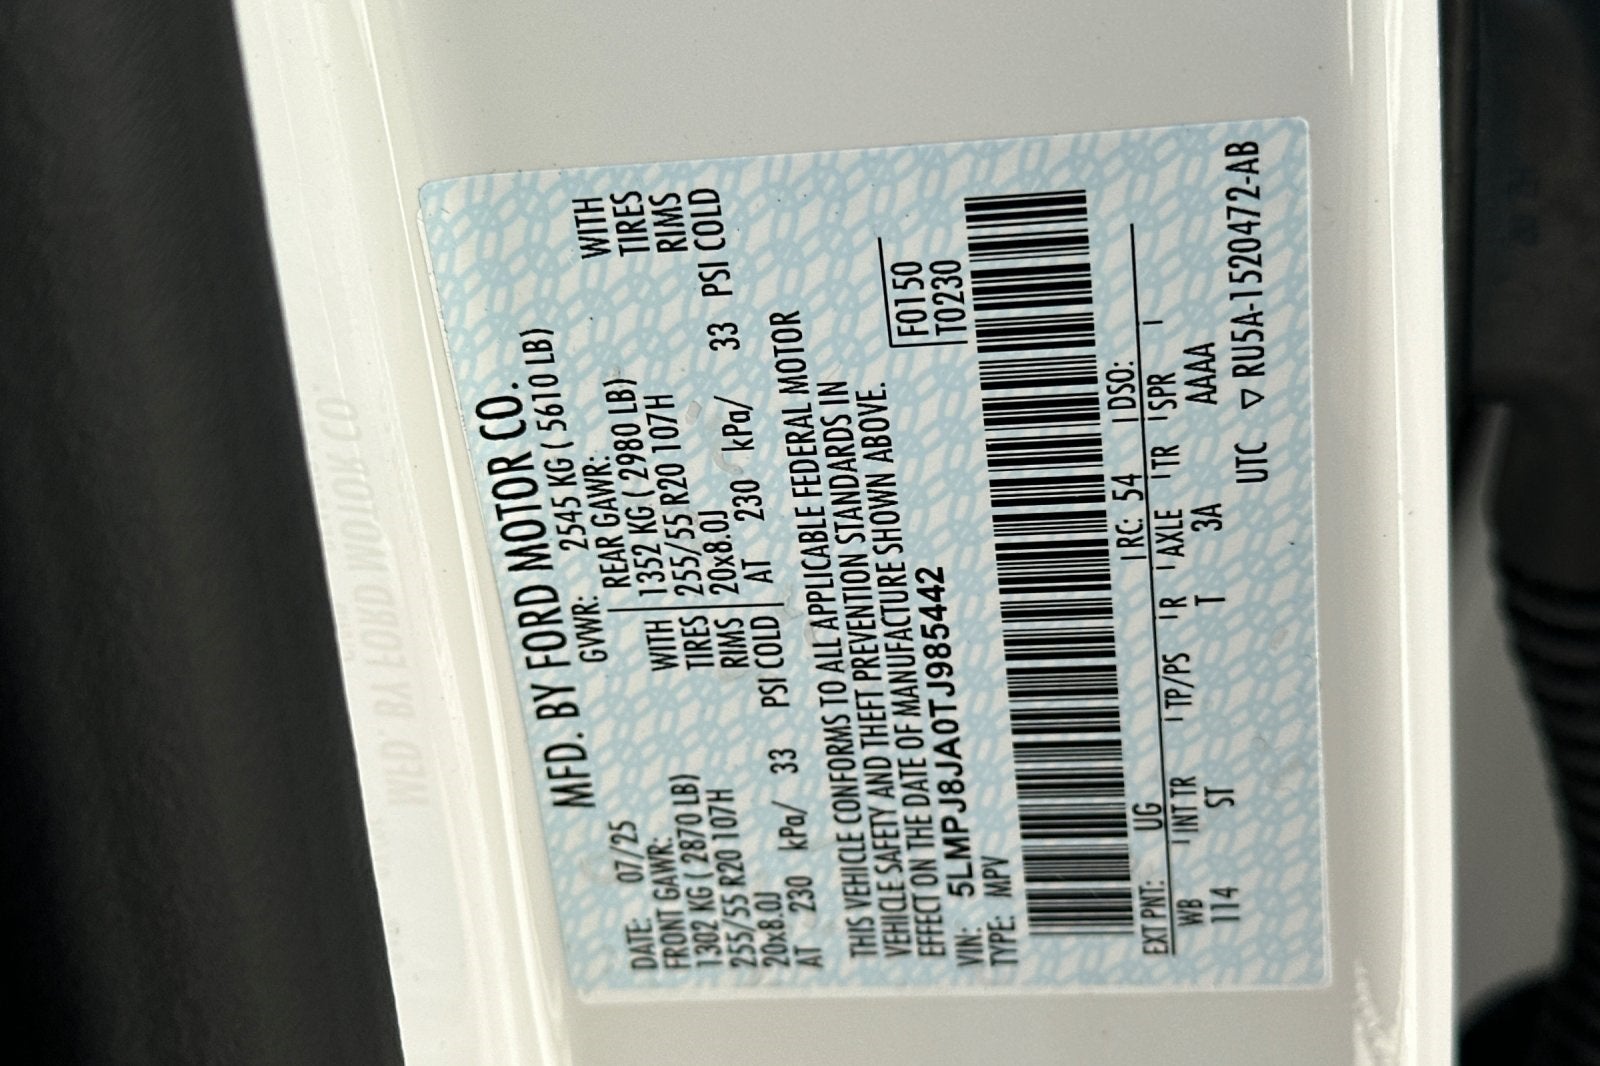 MFD. BY FORD MOTOR CO.
DATE: 07/25 GVWR: 2545 KG ( 5610 LB)
FRONT GAWR: REAR GAWR:
1302 KG ( 2870 LB) WITH 1352 KG ( 2980 LB) WITH
255/55 R20 107H TIRES 255/55 R20 107H TIRES
20x8.0J RIMS 20x8.0J RIMS
AT 230 kPa/ 33 PSI COLD AT 230 kPa/ 33 PSI COLD
THIS VEHICLE CONFORMS TO ALL APPLICABLE FEDERAL MOTOR
VEHICLE SAFETY AND THEFT PREVENTION STANDARDS IN
EFFECT ON THE DATE OF MANUFACTURE SHOWN ABOVE.
VIN: 5LMPJ8JA0TJ985442 F0150
TYPE: MPV T0230
EXT PNT: UG RC: 54 DSO:
WB INT TR TP/PS R AXLE TR SPR
114 ST T 3A AAAA
UTC ▽ RU5A-1520472-AB